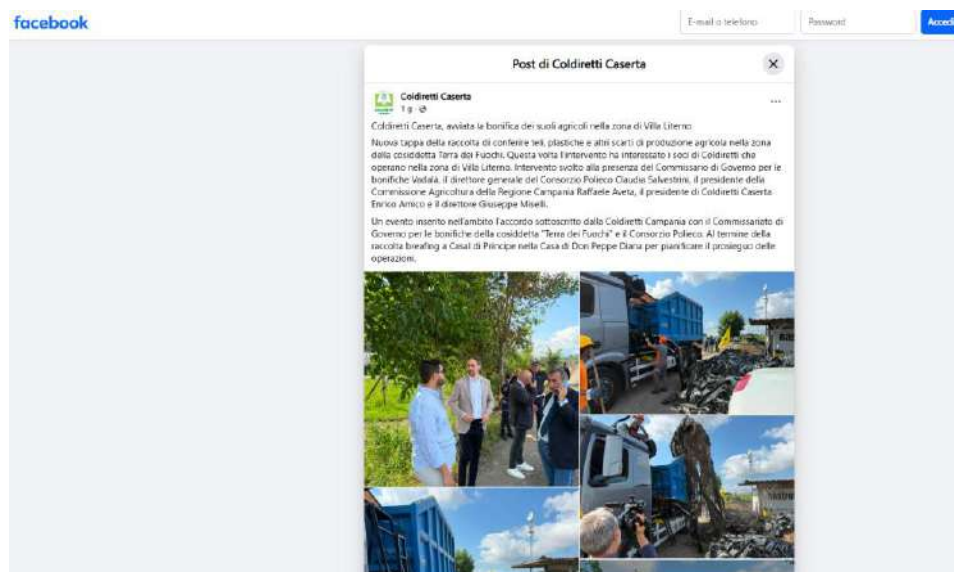 facebook
E-mail o telefono
Password
Accedi
Post di Coldiretti Caserta
Coldiretti Caserta
1 g
Coldiretti Caserta, avviata la bonifica dei suoli agricoli nella zona di Villa Literno
Nuova tappa della raccolta di conferire teli, plastiche e altri scarti di produzione agricola nella zona
della cosiddetta Terra dei Fuochi. Questa volta l'intervento ha interessato i soci di Coldiretti che
operano nella zona di Villa Literno. Intervento svolto alla presenza del Commissario di Governo per le
bonifiche Vadalà, il direttore generale del Consorzio Polieco Claudia Salvestrini, il presidente della
Commissione Agricoltura della Regione Campania Raffaele Aveta, il presidente di Coldiretti Caserta
Enrico Amico e il direttore Giuseppe Miselli.
Un evento inserito nell'ambito l'accordo sottoscritto dalla Coldiretti Campania con il Commissariato di
Governo per le bonifiche della cosiddetta "Terra dei Fuochi" e il Consorzio Polieco. Al termine della
raccolta breafing a Casal di Principe nella Casa di Don Peppe Diana per pianificare il prosieguo delle
operazioni.